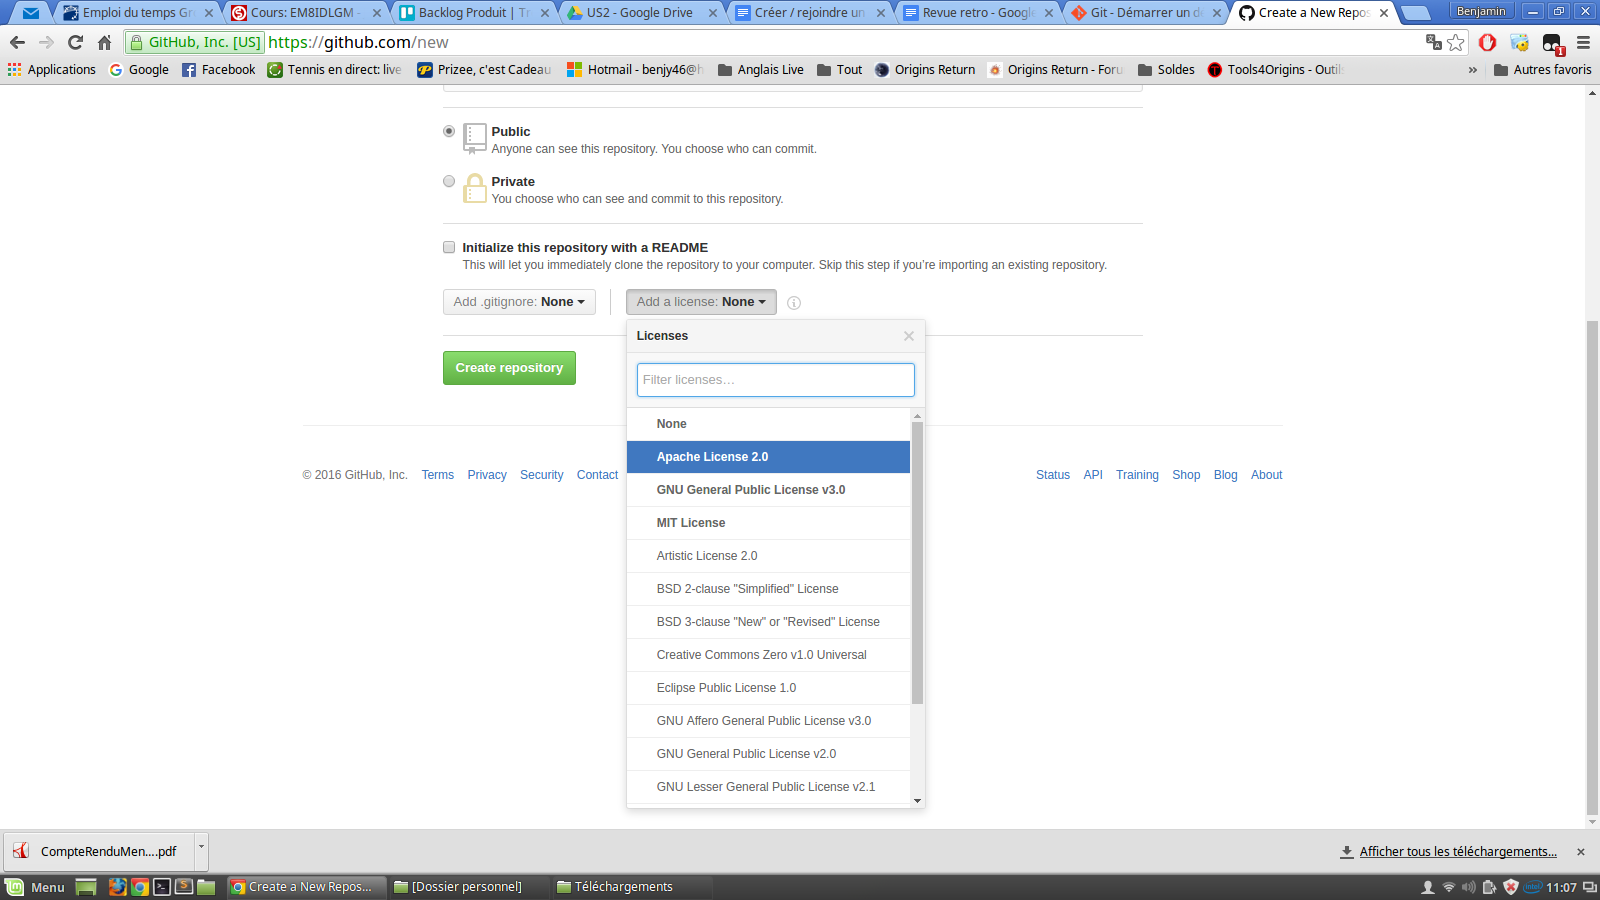 Emploi du temps Gr
Cours: EM8IDLGM -
Backlog Produit | Tr
US2 - Google Drive
Créer / rejoindre un
Revue retro - Google
Git - Démarrer un dé
Create a New Repos
Benjamin
GitHub, Inc. [US] https://github.com/new
Applications
Google
Facebook
Tennis en direct: live
Prizee, c'est Cadeau
Hotmail - benjy46@h
Anglais Live
Tout
Origins Return
Origins Return - Foru
Soldes
Tools4Origins - Outils
»
Autres favoris
Public
Anyone can see this repository. You choose who can commit.
Private
You choose who can see and commit to this repository.
Initialize this repository with a README
This will let you immediately clone the repository to your computer. Skip this step if you’re importing an existing repository.
Add .gitignore: None
Add a license: None
Licenses
Create repository
Filter licenses…
None
Apache License 2.0
GNU General Public License v3.0
MIT License
Artistic License 2.0
BSD 2-clause "Simplified" License
BSD 3-clause "New" or "Revised" License
Creative Commons Zero v1.0 Universal
Eclipse Public License 1.0
GNU Affero General Public License v3.0
GNU General Public License v2.0
GNU Lesser General Public License v2.1
© 2016 GitHub, Inc. Terms Privacy Security Contact
Status API Training Shop Blog About
CompteRenduMen....pdf
Afficher tous les téléchargements...
Menu
Create a New Repos...
[Dossier personnel]
Téléchargements
11:07